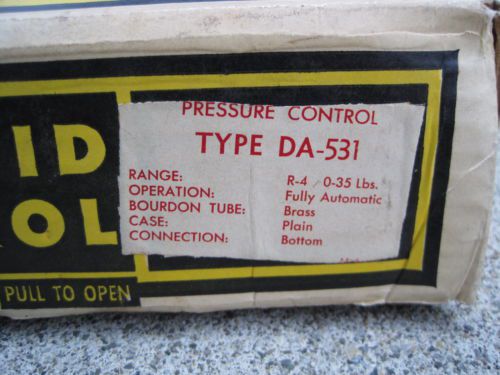 PRESSURE CONTROL
TYPE DA-531
RANGE: R-4 0-35 Lbs.
OPERATION: Fully Automatic
BOURDON TUBE: Brass
CASE: Plain
CONNECTION: Bottom
ID
OL
PULL TO OPEN